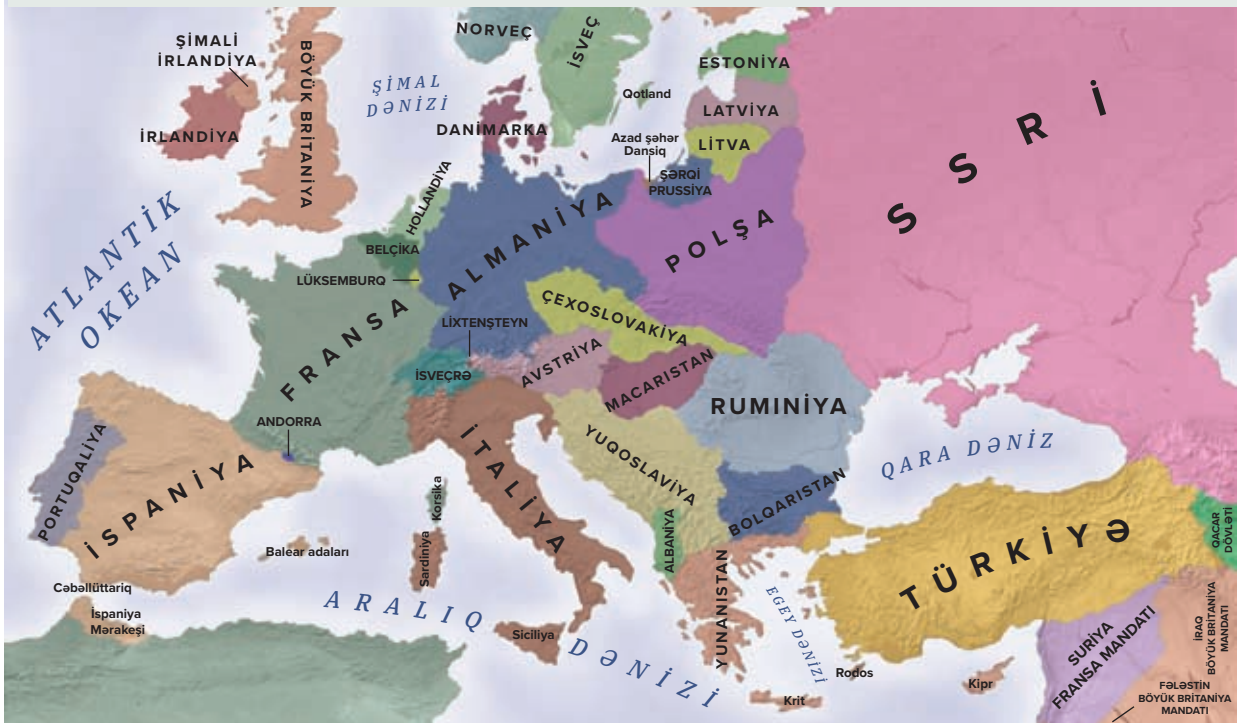 NORVEÇ
İSVEÇ
ŞİMALİ
İRLANDİYA
BÖYÜK BRİTANİYA
ŞİMAL
DƏNİZİ
ESTONİYA
Qotland
LATVİYA
İRLANDİYA
DANİMARKA
Azad şəhər
Dansiq
LİTVA
ŞƏRQİ
PRUSSİYA
S S R İ
ATLANTİK
OKEAN
HOLLANDİYA
BELÇİKA
ALMANİYA
POLŞA
LÜKSEMBURQ
ÇEXOSLOVAKİYA
FRANSA
LİXTENŞTEYN
İSVEÇRƏ
AVSTRİYA
MACARISTAN
RUMINİYA
ANDORRA
PORTUQALİYA
İSPANİYA
İTALİYA
YUQOSLAVİYA
QARA DƏNİZ
BOLQARISTAN
Korsika
Sardiniya
Balear adaları
ALBANİYA
TÜRKİYƏ
QACAR
DÖVLƏTİ
Cəbəllüttariq
İspaniya
Mərakeşi
ARALIQ DƏNİZİ
Siciliya
YUNANISTAN
EGEY DƏNİZİ
Rodos
Krit
Kipr
SURİYA
FRANSA MANDATI
İRAQ
BÖYÜK BRİTANİYA
MANDATI
FƏLƏSTİN
BÖYÜK BRİTANİYA
MANDATI